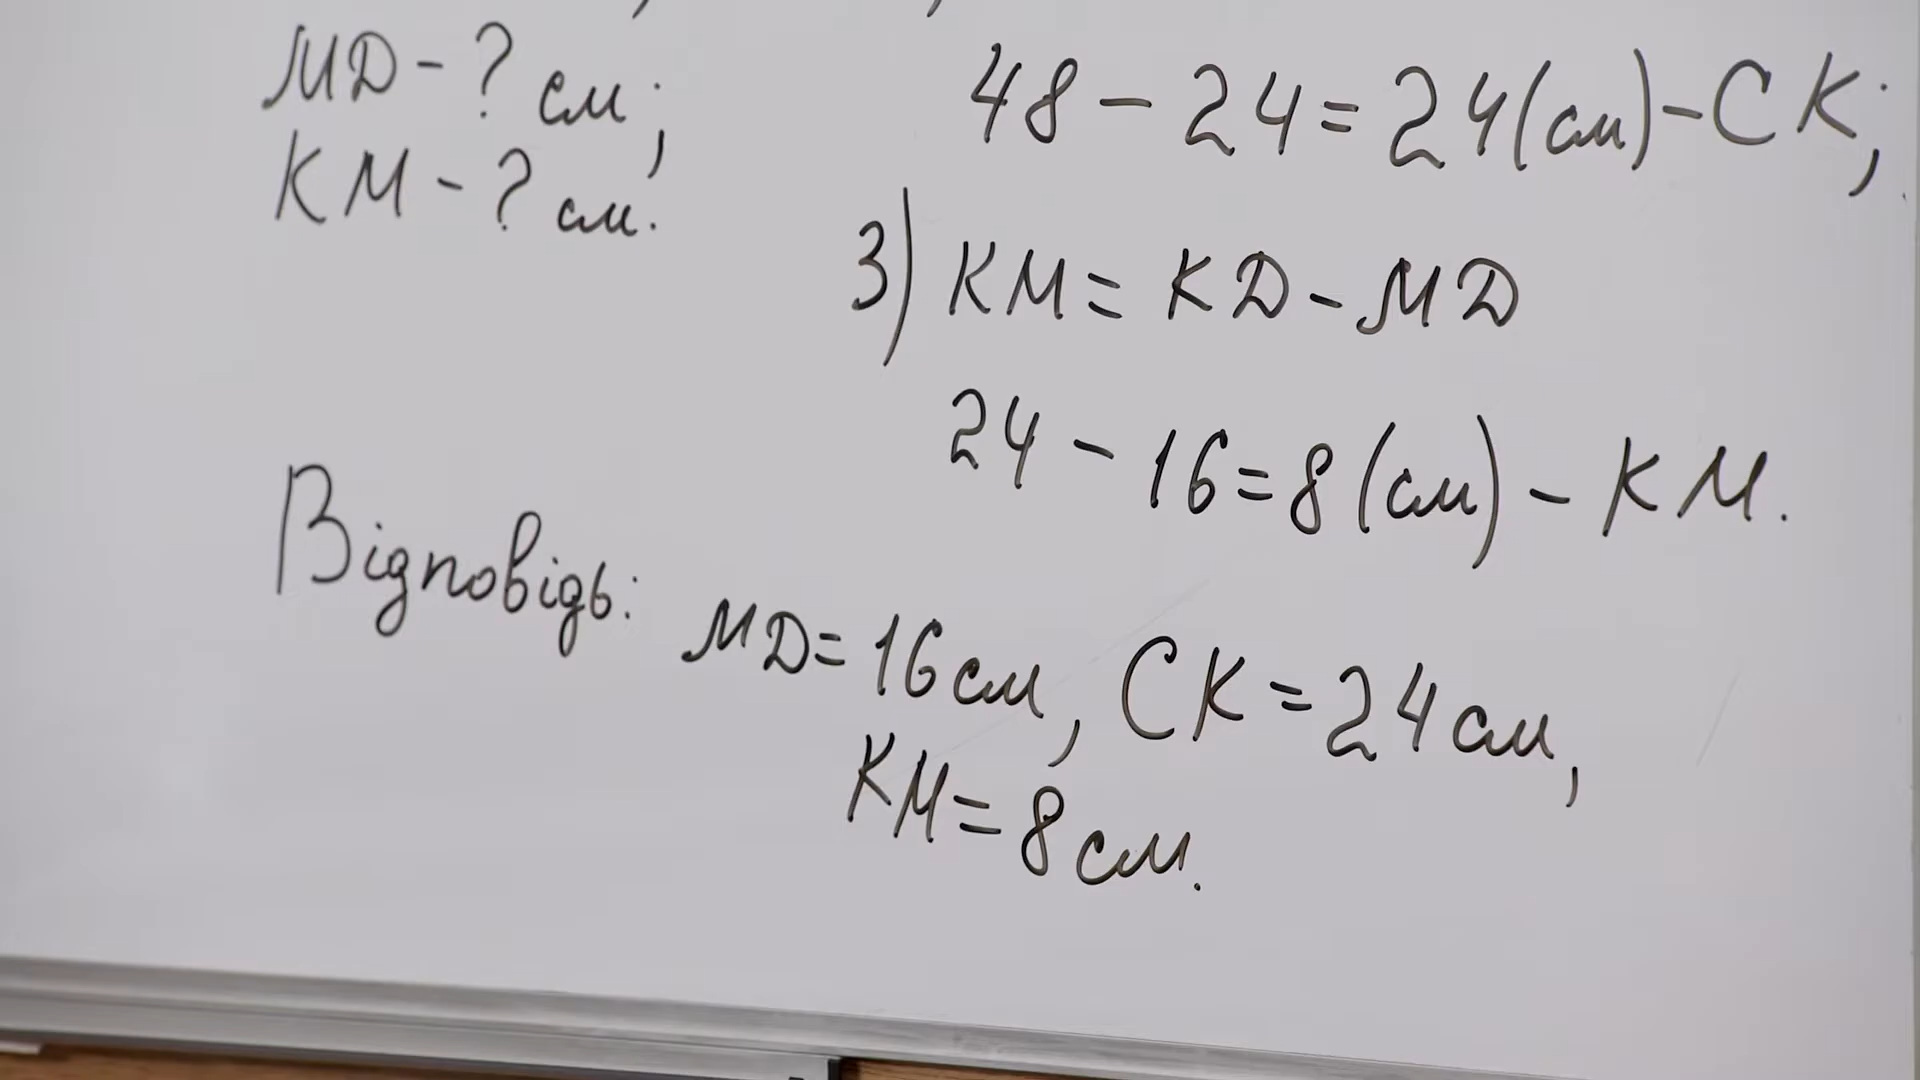 MD - ? см;
KM - ? см.
48 - 24 = 24 (см) - CK;
3) KM = KD - MD
24 - 16 = 8 (см) - KM.
Відповідь: MD = 16 см, CK = 24 см,
KM = 8 см.